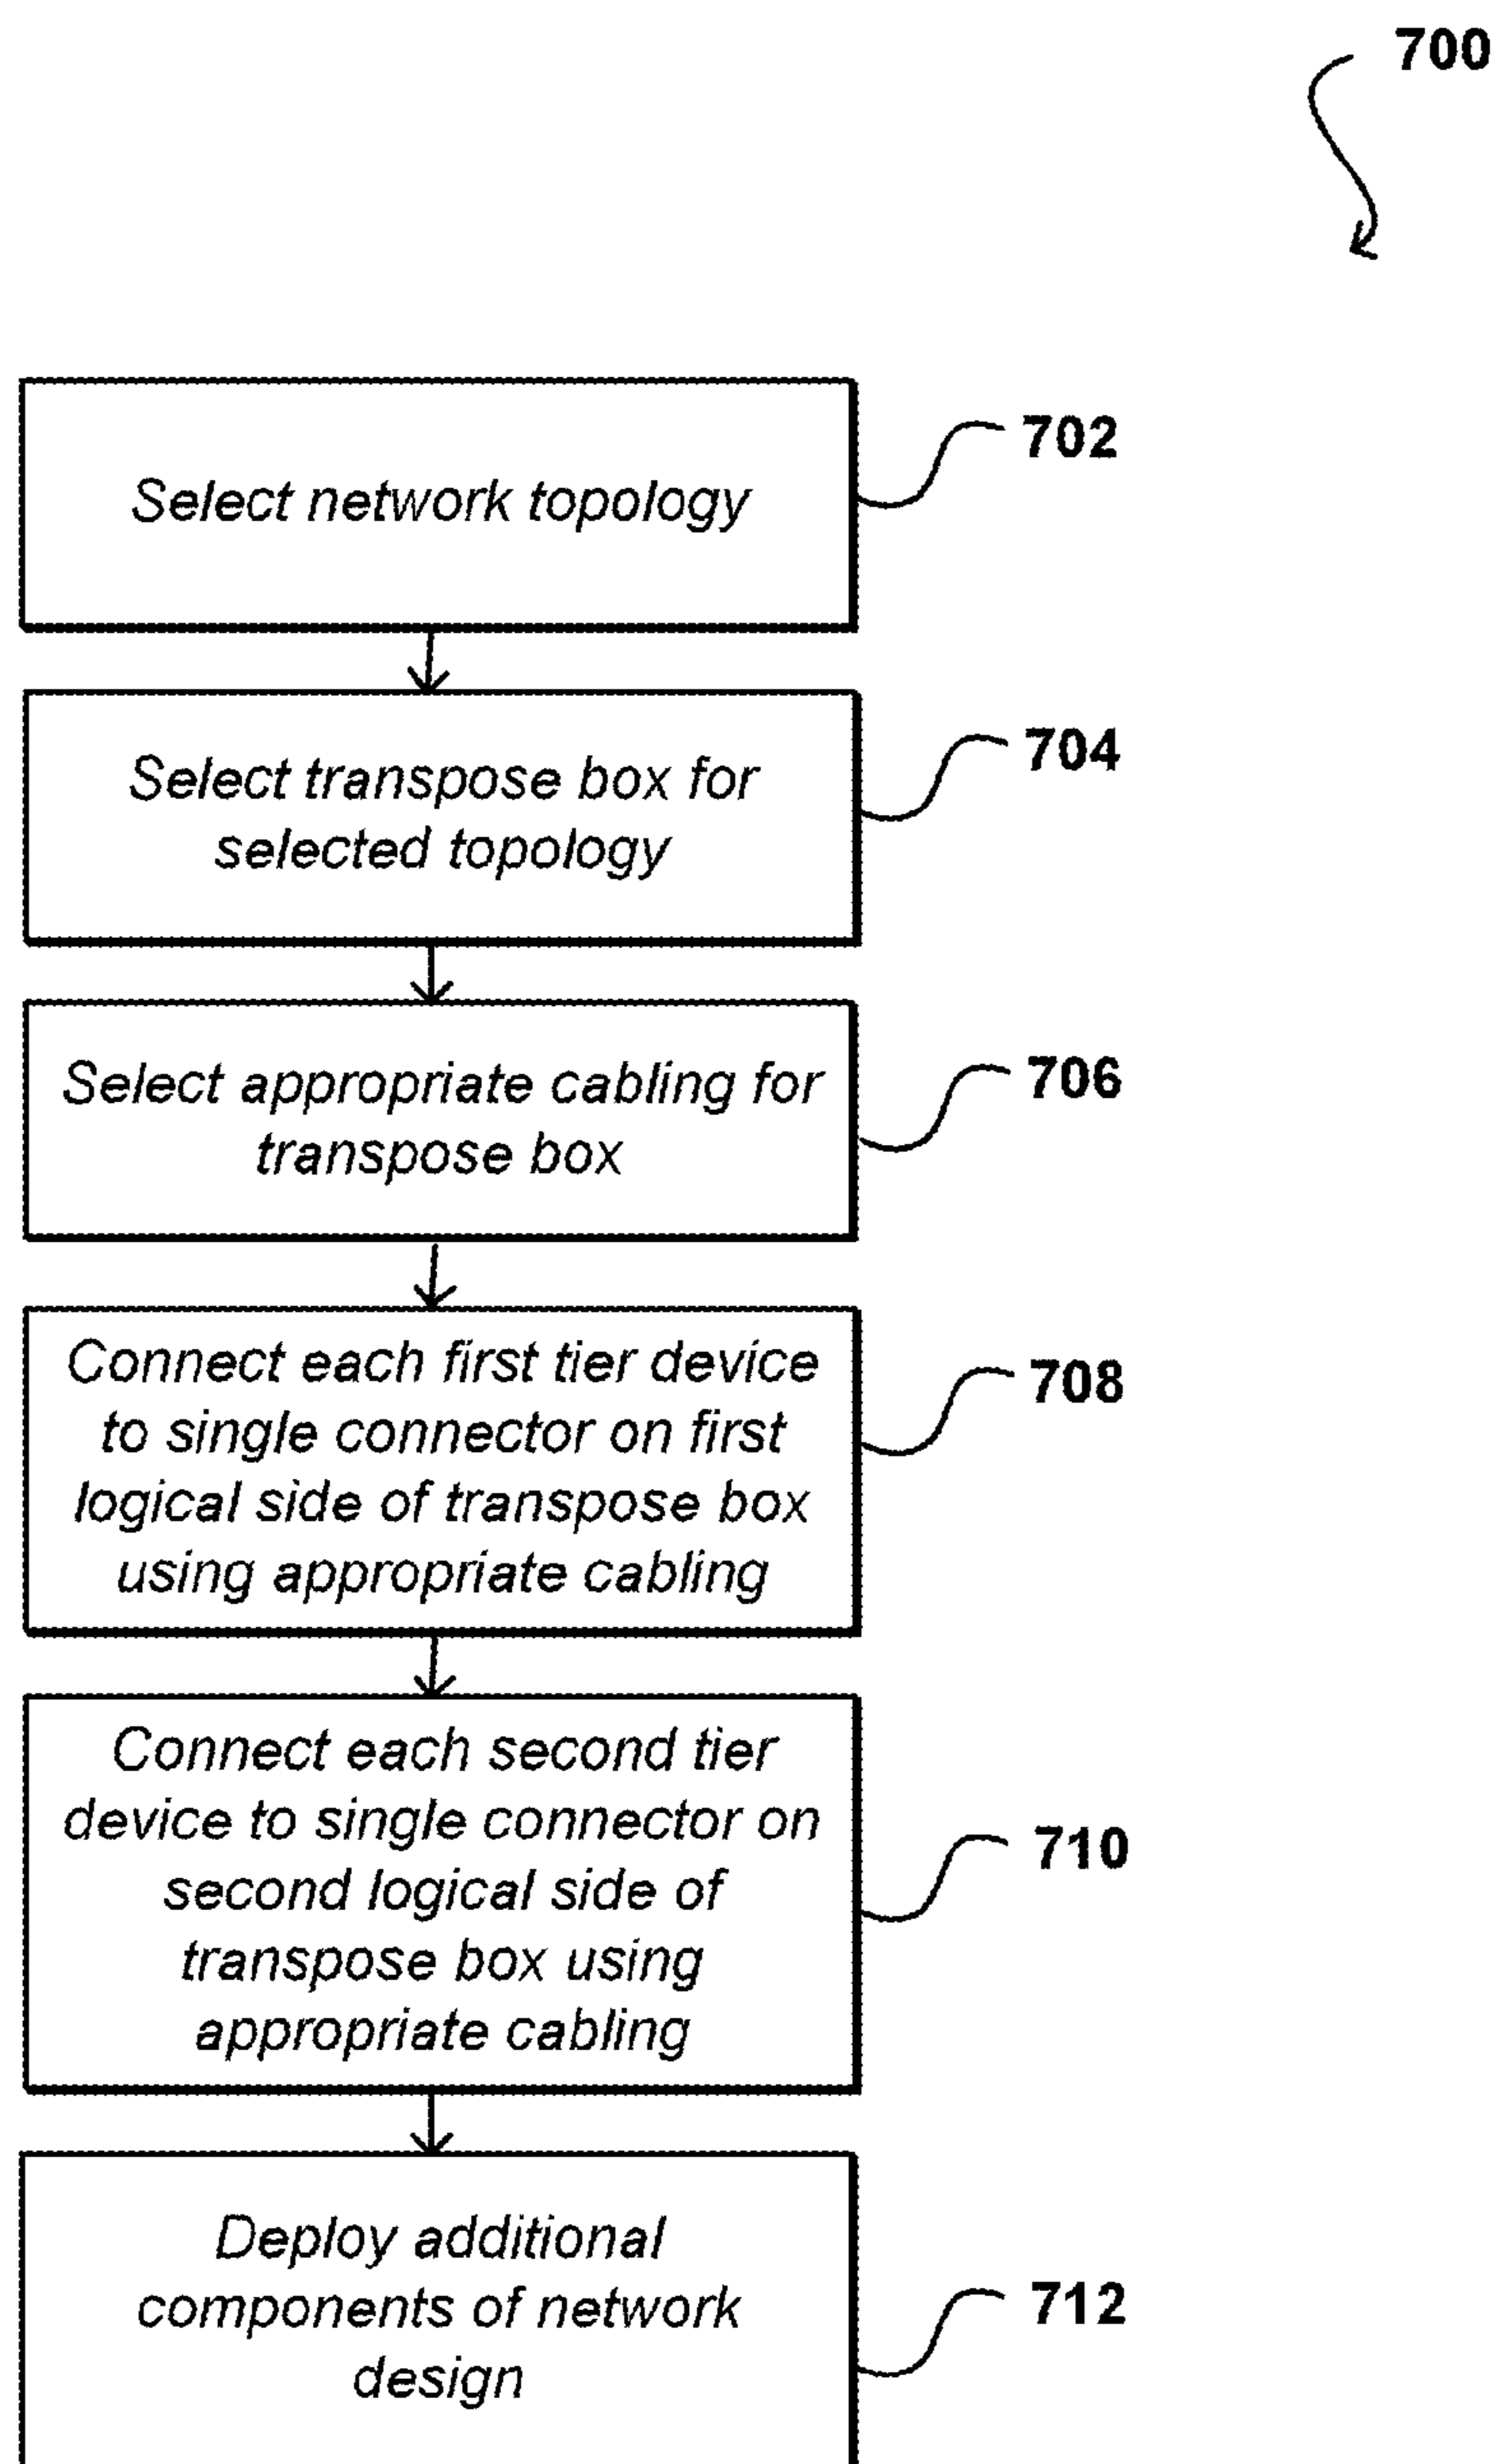 700
Select network topology
702
Select transpose box for
selected topology
704
Select appropriate cabling for
transpose box
706
Connect each first tier device
to single connector on first
logical side of transpose box
using appropriate cabling
708
Connect each second tier
device to single connector on
second logical side of
transpose box using
appropriate cabling
710
Deploy additional
components of network
design
712